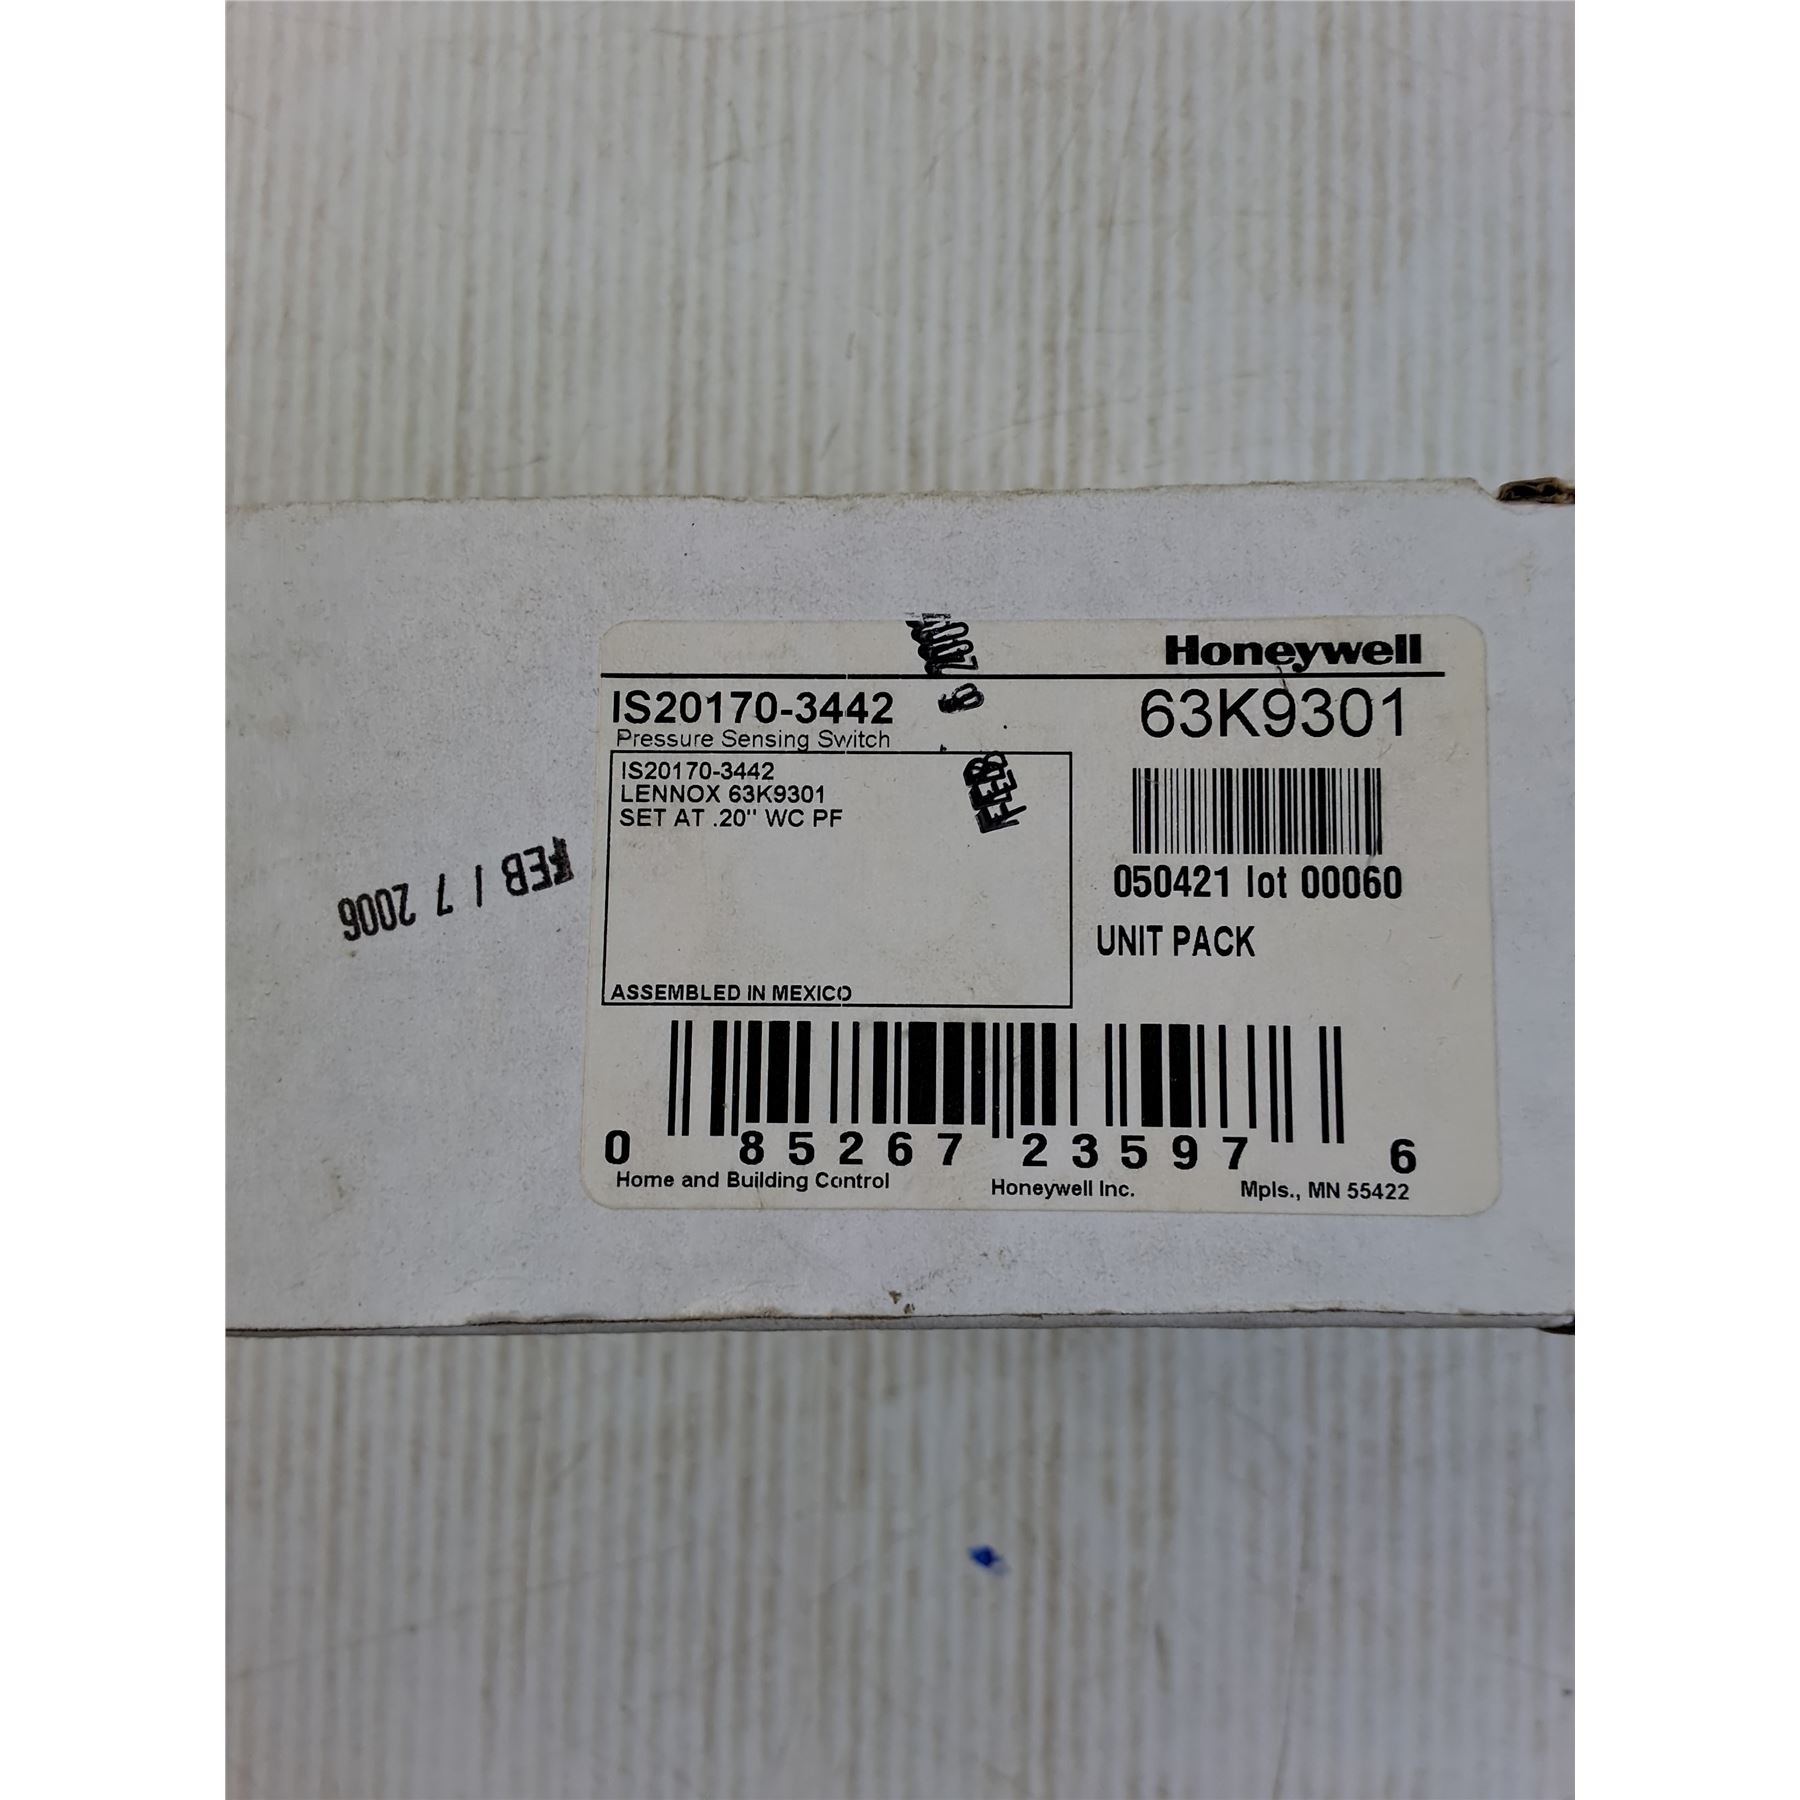 Honeywell
IS20170-3442
63K9301
Pressure Sensing Switch
IS20170-3442
LENNOX 63K9301
SET AT .20" WC PF
050421 lot 00060
UNIT PACK
ASSEMBLED IN MEXICO
0 85267 23597 6
Home and Building Control Honeywell Inc. Mpls., MN 55422
FEB
FEB 17 2006